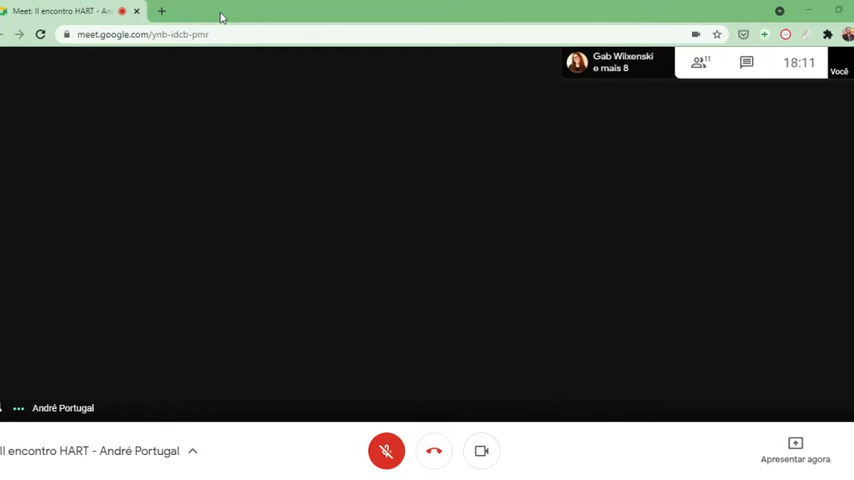 Meet: II encontro HART - An
meet.google.com/ynb-idcb-pmr
Gab Wilxenski
e mais 8
11
18:11
Você
André Portugal
II encontro HART - André Portugal
Apresentar agora